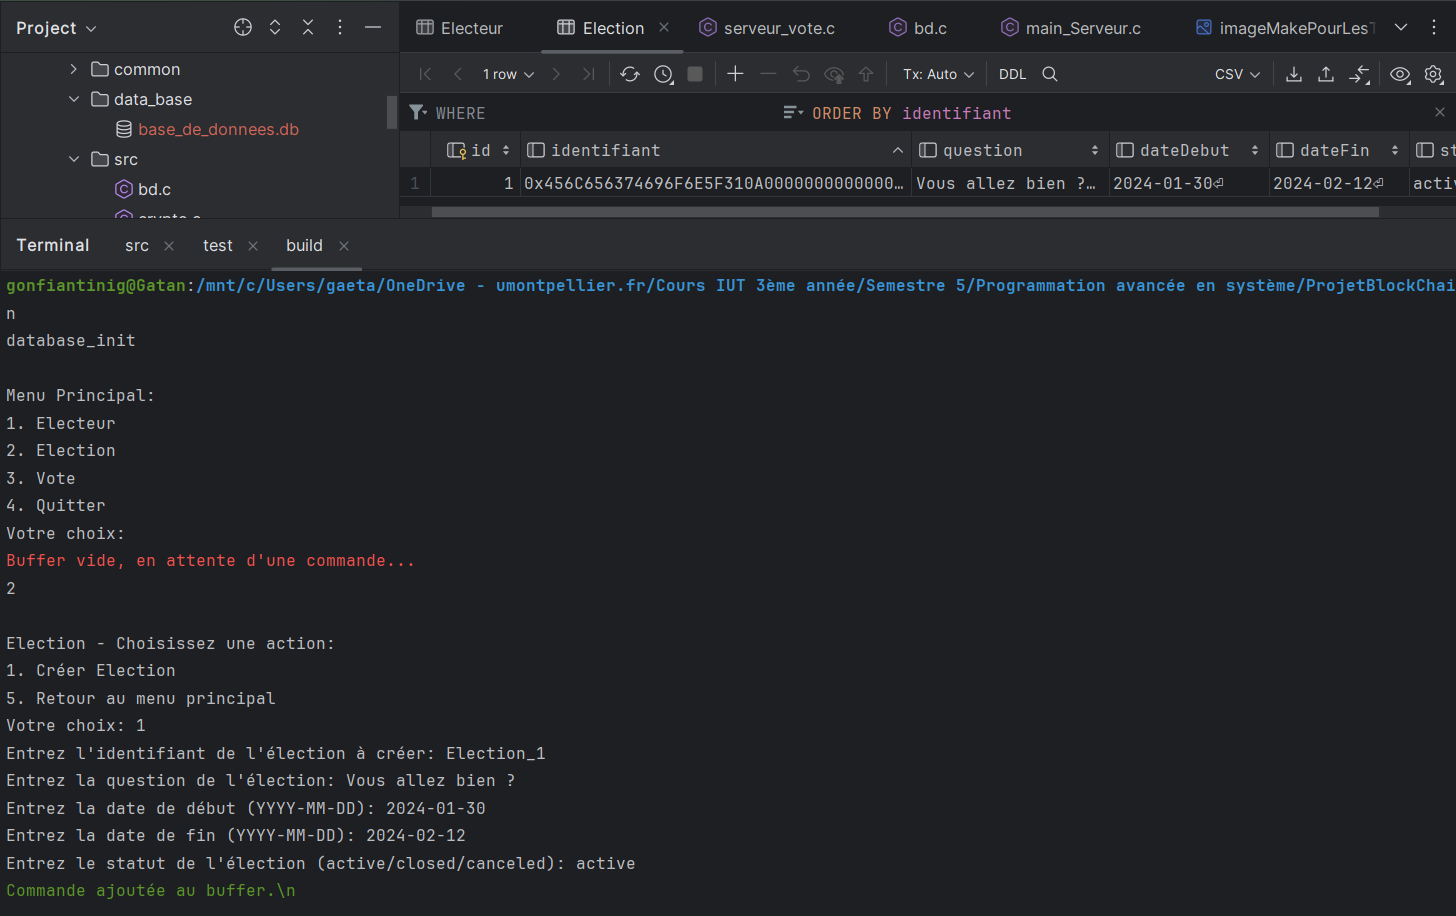 Project
Electeur
Election
serveur_vote.c
bd.c
main_Serveur.c
imageMakePourLes
common
data_base
base_de_donnees.db
src
bd.c
1 row
Tx: Auto
DDL
CSV
WHERE
ORDER BY identifiant
id
identifiant
question
dateDebut
dateFin
st
1
1
0x456C656374696F6E5F310A0000000000000...
Vous allez bien ?...
2024-01-30⏎
2024-02-12⏎
activ
Terminal
src
test
build
gonfiantinig@Gatan:/mnt/c/Users/gaeta/OneDrive - umontpellier.fr/Cours IUT 3ème année/Semestre 5/Programmation avancée en système/ProjetBlockChai
n
database_init
Menu Principal:
1. Electeur
2. Election
3. Vote
4. Quitter
Votre choix:
Buffer vide, en attente d'une commande...
2
Election - Choisissez une action:
1. Créer Election
5. Retour au menu principal
Votre choix: 1
Entrez l'identifiant de l'élection à créer: Election_1
Entrez la question de l'élection: Vous allez bien ?
Entrez la date de début (YYYY-MM-DD): 2024-01-30
Entrez la date de fin (YYYY-MM-DD): 2024-02-12
Entrez le statut de l'élection (active/closed/canceled): active
Commande ajoutée au buffer.\n